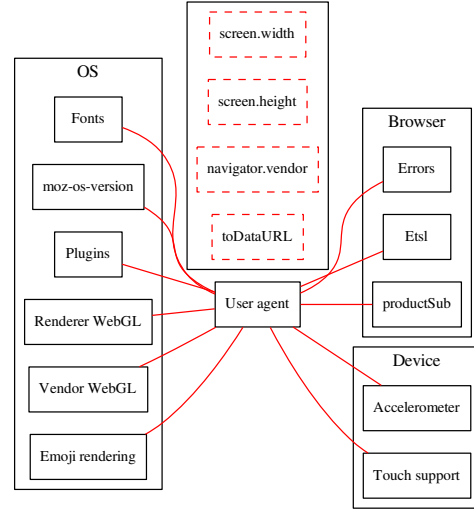 OS
Fonts
moz-os-version
Plugins
Renderer WebGL
Vendor WebGL
Emoji rendering
screen.width
screen.height
navigator.vendor
toDataURL
User agent
Browser
Errors
Etsl
productSub
Device
Accelerometer
Touch support